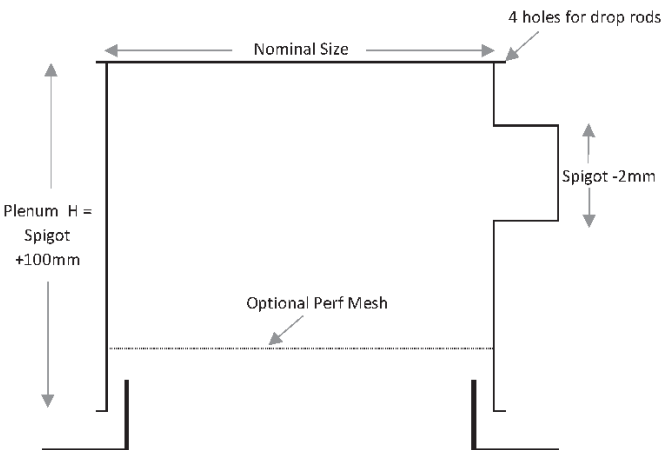 4 holes for drop rods
Nominal Size
Spigot -2mm
Plenum H =
Spigot
+100mm
Optional Perf Mesh